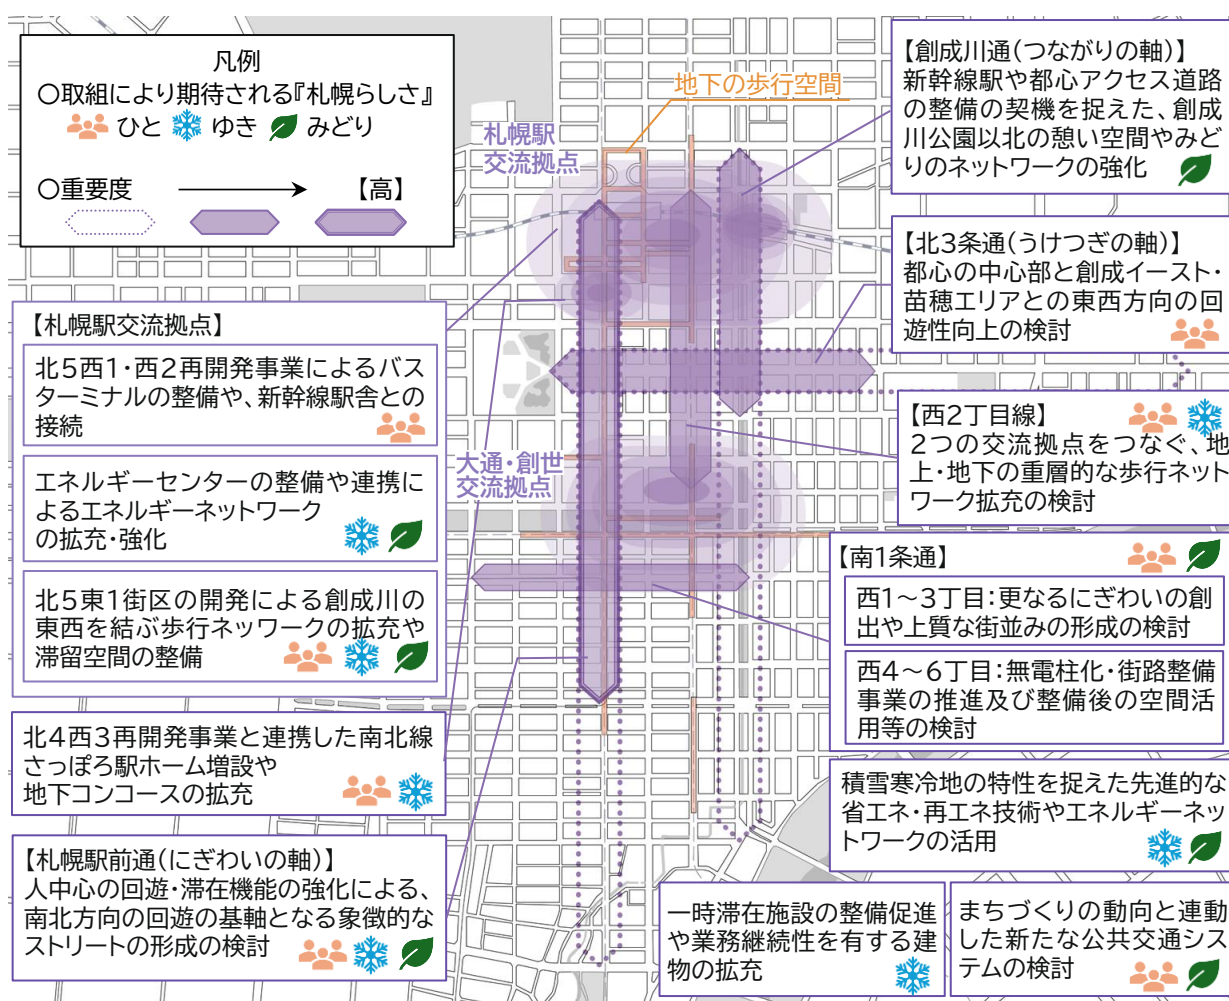 凡例
○取組により期待される『札幌らしさ』
ひと ゆき みどり
○重要度 【高】
地下の歩行空間
札幌駅
交流拠点
大通・創世
交流拠点
【札幌駅交流拠点】
北5西1・西2再開発事業によるバス
ターミナルの整備や、新幹線駅舎との
接続
エネルギーセンターの整備や連携に
よるエネルギーネットワーク
の拡充・強化
北5東1街区の開発による創成川の
東西を結ぶ歩行ネッワークの拡充や
滞留空間の整備
北4西3再開発事業と連携した南北線
さっぽろ駅ホーム増設や
地下コンコースの拡充
【札幌駅前通(にぎわいの軸)】
人中心の回遊・滞在機能の強化による、
南北方向の回遊の基軸となる象徴的な
ストリートの形成の検討
【創成川通(つながりの軸)】
新幹線駅や都心アクセス道路
の整備の契機を捉えた、創成
川公園以北の憩い空間やみど
りのネットワークの強化
【北3条通(うけつぎの軸)】
都心の中心部と創成イースト・
苗穂エリアとの東西方向の回
遊性向上の検討
【西2丁目線】
2つの交流拠点をつなぐ、地
上・地下の重層的な歩行ネット
ワーク拡充の検討
【南1条通】
西1～3丁目:更なるにぎわいの創
出や上質な街並みの形成の検討
西4～6丁目:無電柱化・街路整備
事業の推進及び整備後の空間活
用等の検討
積雪寒冷地の特性を捉えた先進的な
省エネ・再エネ技術やエネルギーネッ
トワークの活用
一時滞在施設の整備促進
や業務継続性を有する建
物の拡充
まちづくりの動向と連動
した新たな公共交通シス
テムの検討